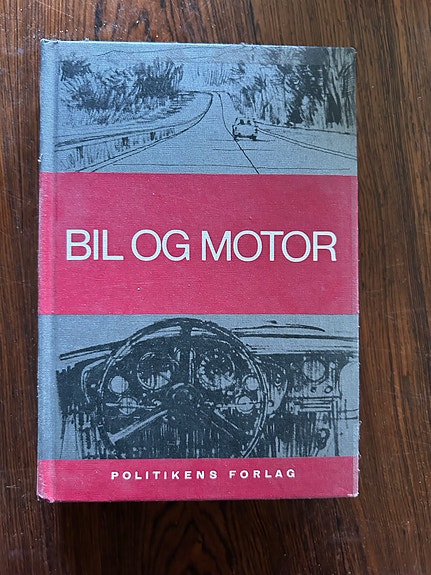 BIL OG MOTOR
POLITIKENS FORLAG